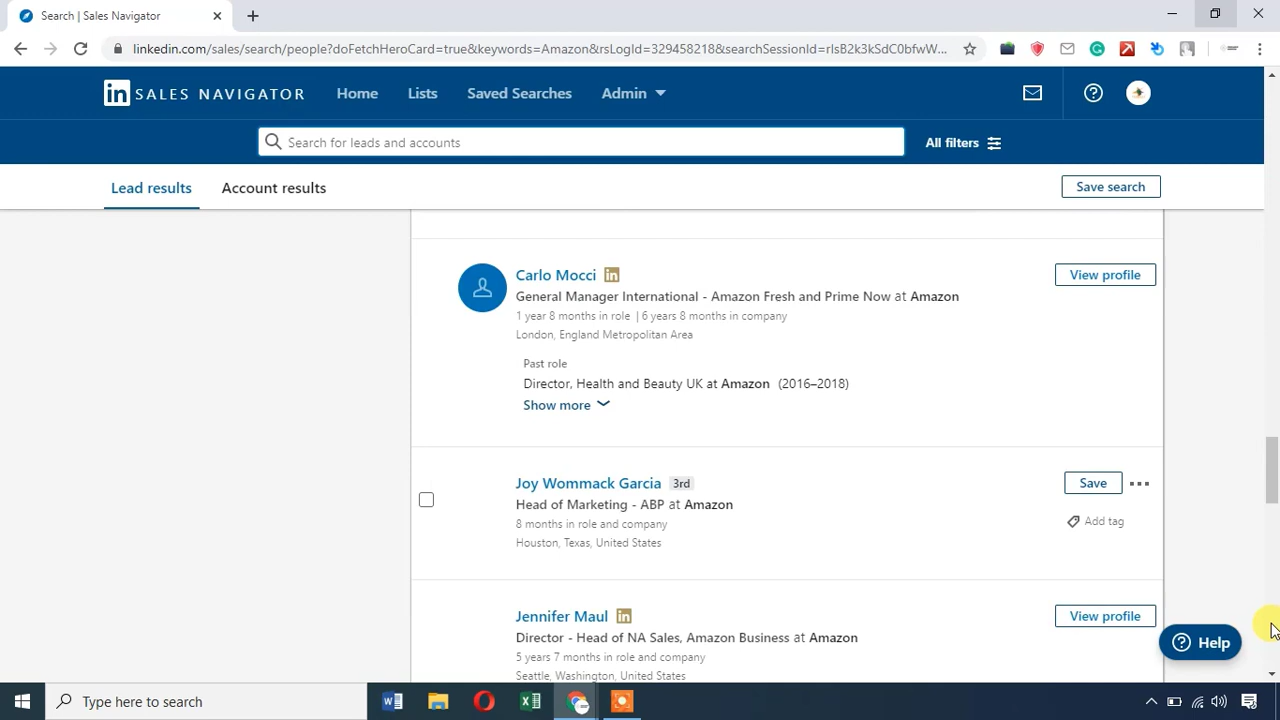 Search | Sales Navigator
linkedin.com/sales/search/people?doFetchHeroCard=true&keywords=Amazon&rsLogId=329458218&searchSessionId=rlsB2k3kSdC0bfwW...
in SALES NAVIGATOR Home Lists Saved Searches Admin
Search for leads and accounts All filters
Lead results Account results Save search
Carlo Mocci in View profile
General Manager International - Amazon Fresh and Prime Now at Amazon
1 year 8 months in role | 6 years 8 months in company
London, England Metropolitan Area
Past role
Director, Health and Beauty UK at Amazon (2016–2018)
Show more
Joy Wommack Garcia 3rd Save
Head of Marketing - ABP at Amazon
8 months in role and company Add tag
Houston, Texas, United States
Jennifer Maul in View profile
Director - Head of NA Sales, Amazon Business at Amazon
5 years 7 months in role and company Help
Seattle, Washington, United States
Type here to search